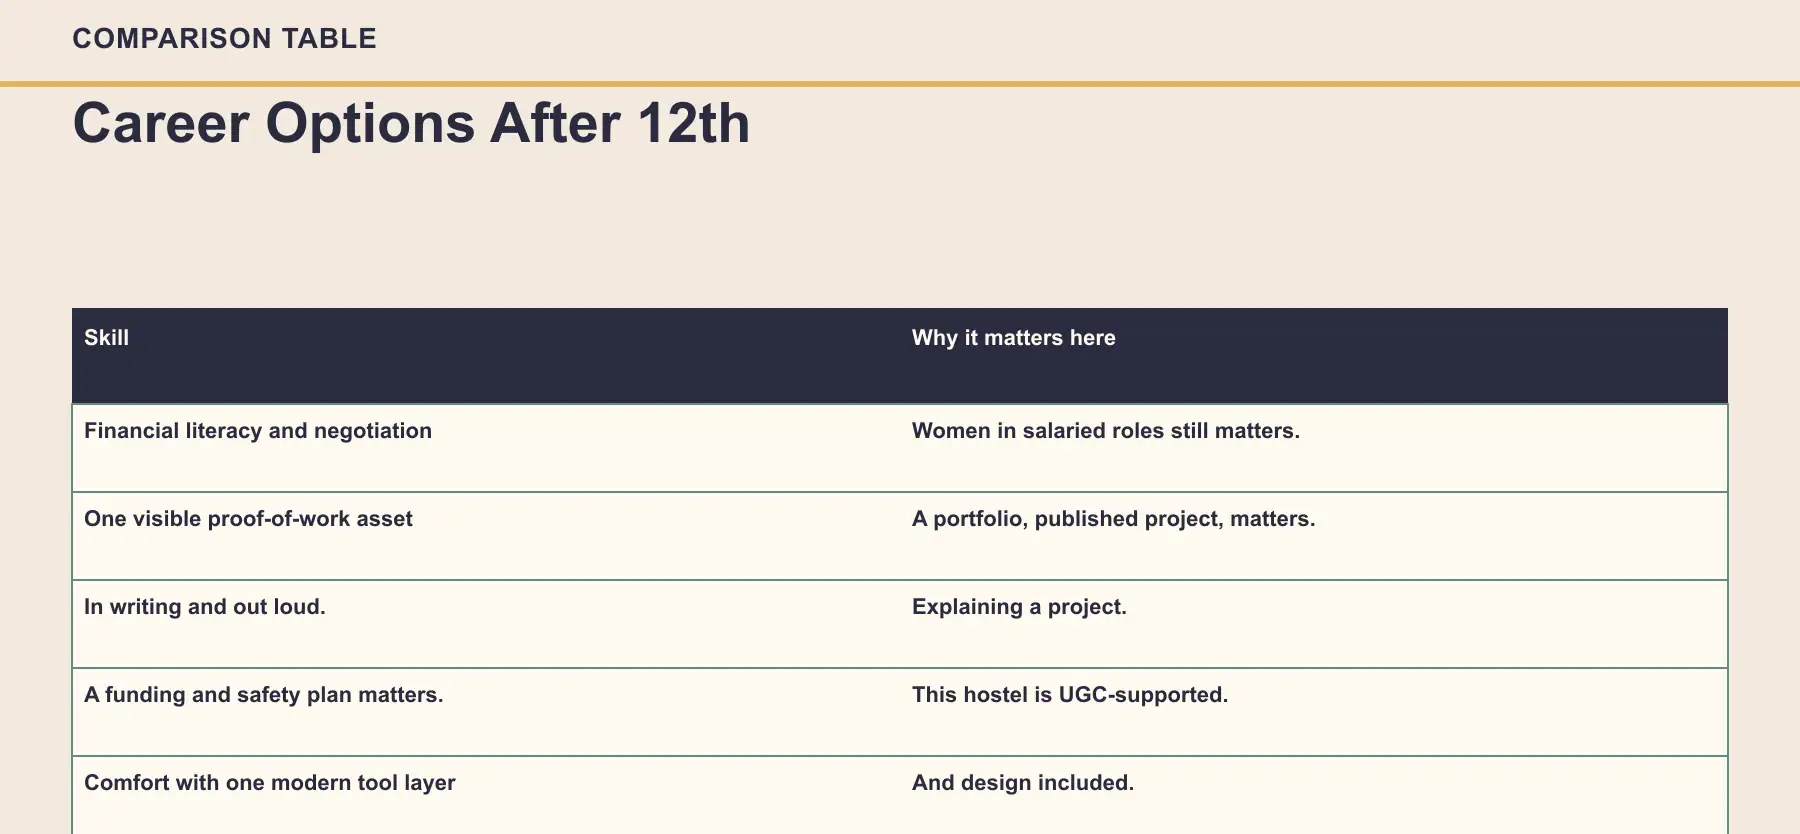 COMPARISON TABLE
Career Options After 12th
Skill Why it matters here
Financial literacy and negotiation Women in salaried roles still matters.
One visible proof-of-work asset A portfolio, published project, matters.
In writing and out loud. Explaining a project.
A funding and safety plan matters. This hostel is UGC-supported.
Comfort with one modern tool layer And design included.